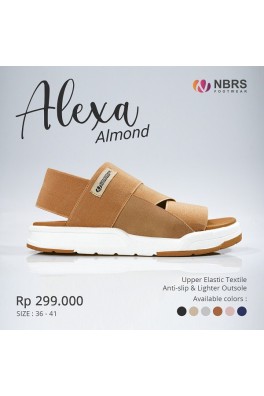 NBRS
FOOTWEAR
Alexa
Almond
Upper Elastic Textile
Anti-slip & Lighter Outsole
Available colors :
Rp 299.000
SIZE : 36 - 41